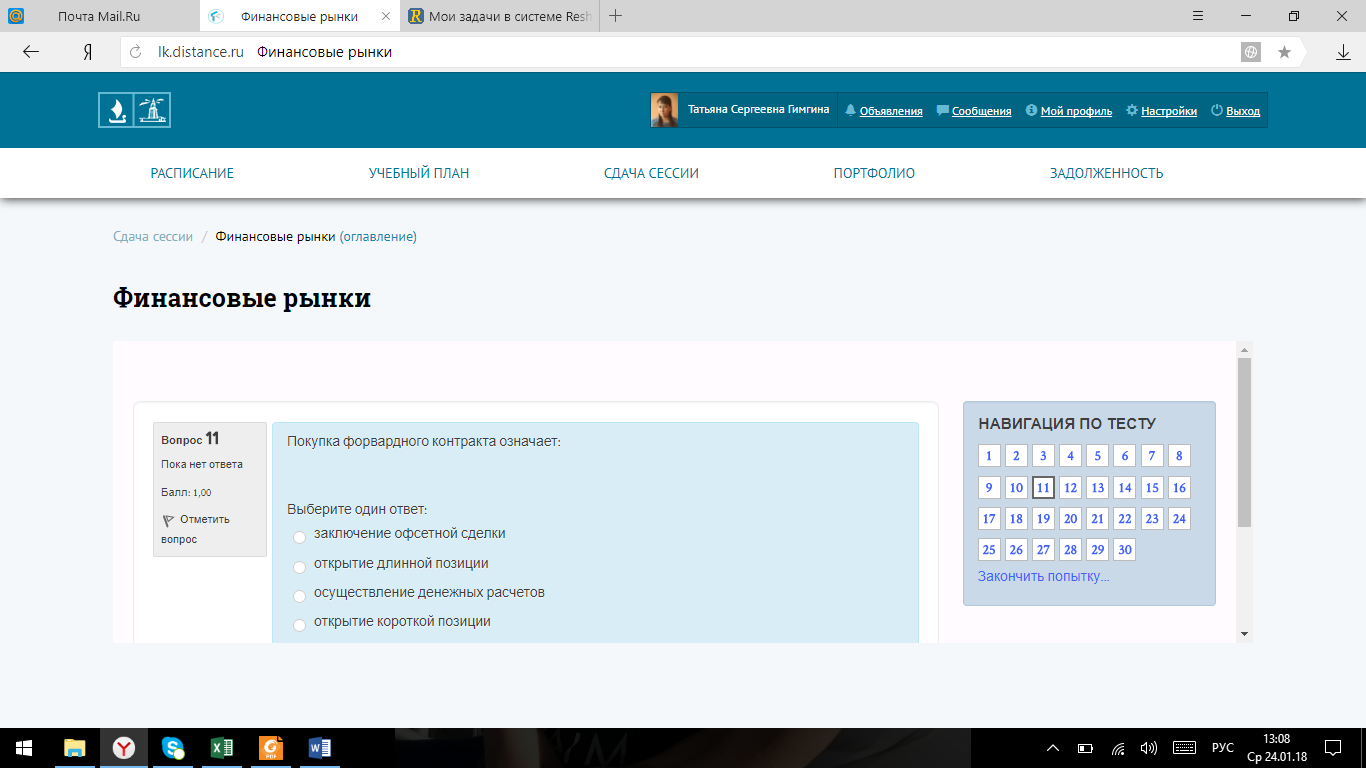 Почта Mail.Ru
Финансовые рынки
Мои задачи в системе Resh
Я
lk.distance.ru Финансовые рынки
Татьяна Сергеевна Гимгина
Объявления
Сообщения
Мой профиль
Настройки
Выход
РАСПИСАНИЕ
УЧЕБНЫЙ ПЛАН
СДАЧА СЕССИИ
ПОРТФОЛИО
ЗАДОЛЖЕННОСТЬ
Сдача сессии / Финансовые рынки (оглавление)
Финансовые рынки
Вопрос 11
Пока нет ответа
Балл: 1,00
Отметить
вопрос
Покупка форвардного контракта означает:
Выберите один ответ:
заключение офсетной сделки
открытие длинной позиции
осуществление денежных расчетов
открытие короткой позиции
НАВИГАЦИЯ ПО ТЕСТУ
1 2 3 4 5 6 7 8
9 10 11 12 13 14 15 16
17 18 19 20 21 22 23 24
25 26 27 28 29 30
Закончить попытку...
РУС
13:08
Ср 24.01.18